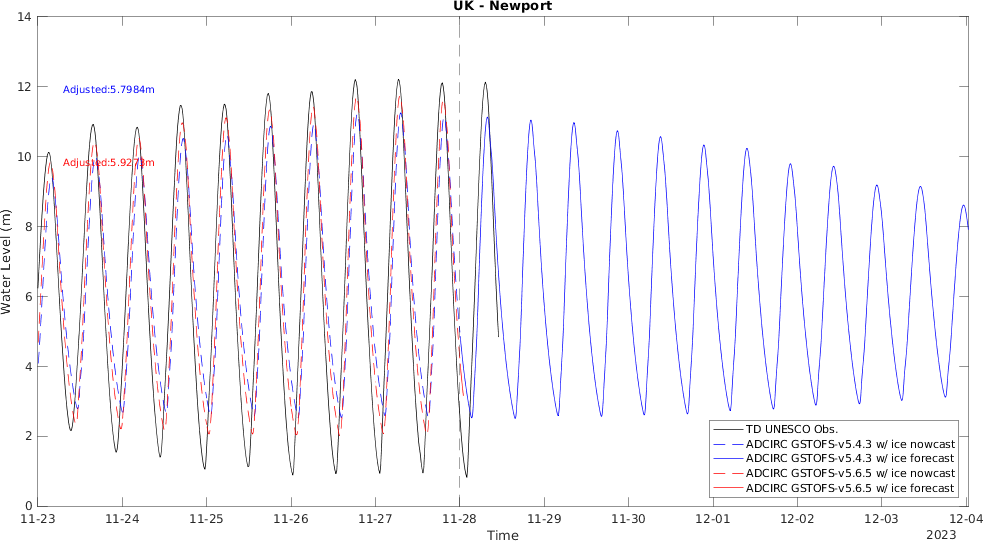 UK - Newport
14
12
10
8
6
4
2
0
Water Level (m)
Adjusted:5.7984m
Adjusted:5.9273m
TD UNESCO Obs.
ADCIRC GSTOFS-v5.4.3 w/ ice nowcast
ADCIRC GSTOFS-v5.4.3 w/ ice forecast
ADCIRC GSTOFS-v5.6.5 w/ ice nowcast
ADCIRC GSTOFS-v5.6.5 w/ ice forecast
11-23 11-24 11-25 11-26 11-27 11-28 11-29 11-30 12-01 12-02 12-03 12-04
Time
2023